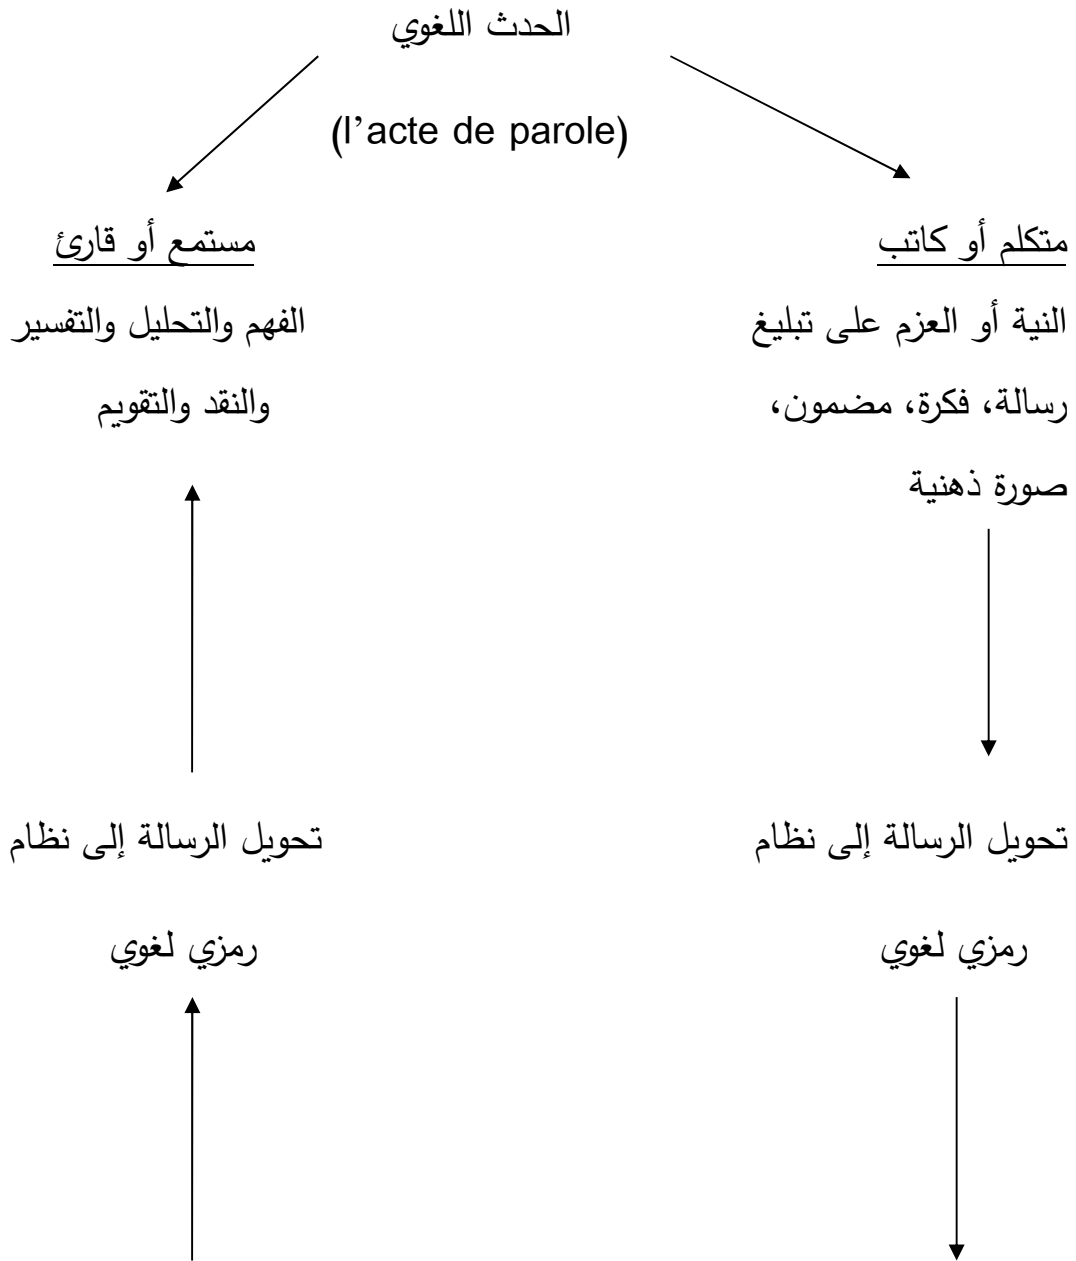 الحدث اللغوي
(l’acte de parole)
متكلم أو كاتب
النية أو العزم على تبليغ
رسالة، فكرة، مضمون،
صورة ذهنية
تحويل الرسالة إلى نظام
رمزي لغوي
مستمع أو قارئ
الفهم والتحليل والتفسير
والنقد والتقويم
تحويل الرسالة إلى نظام
رمزي لغوي